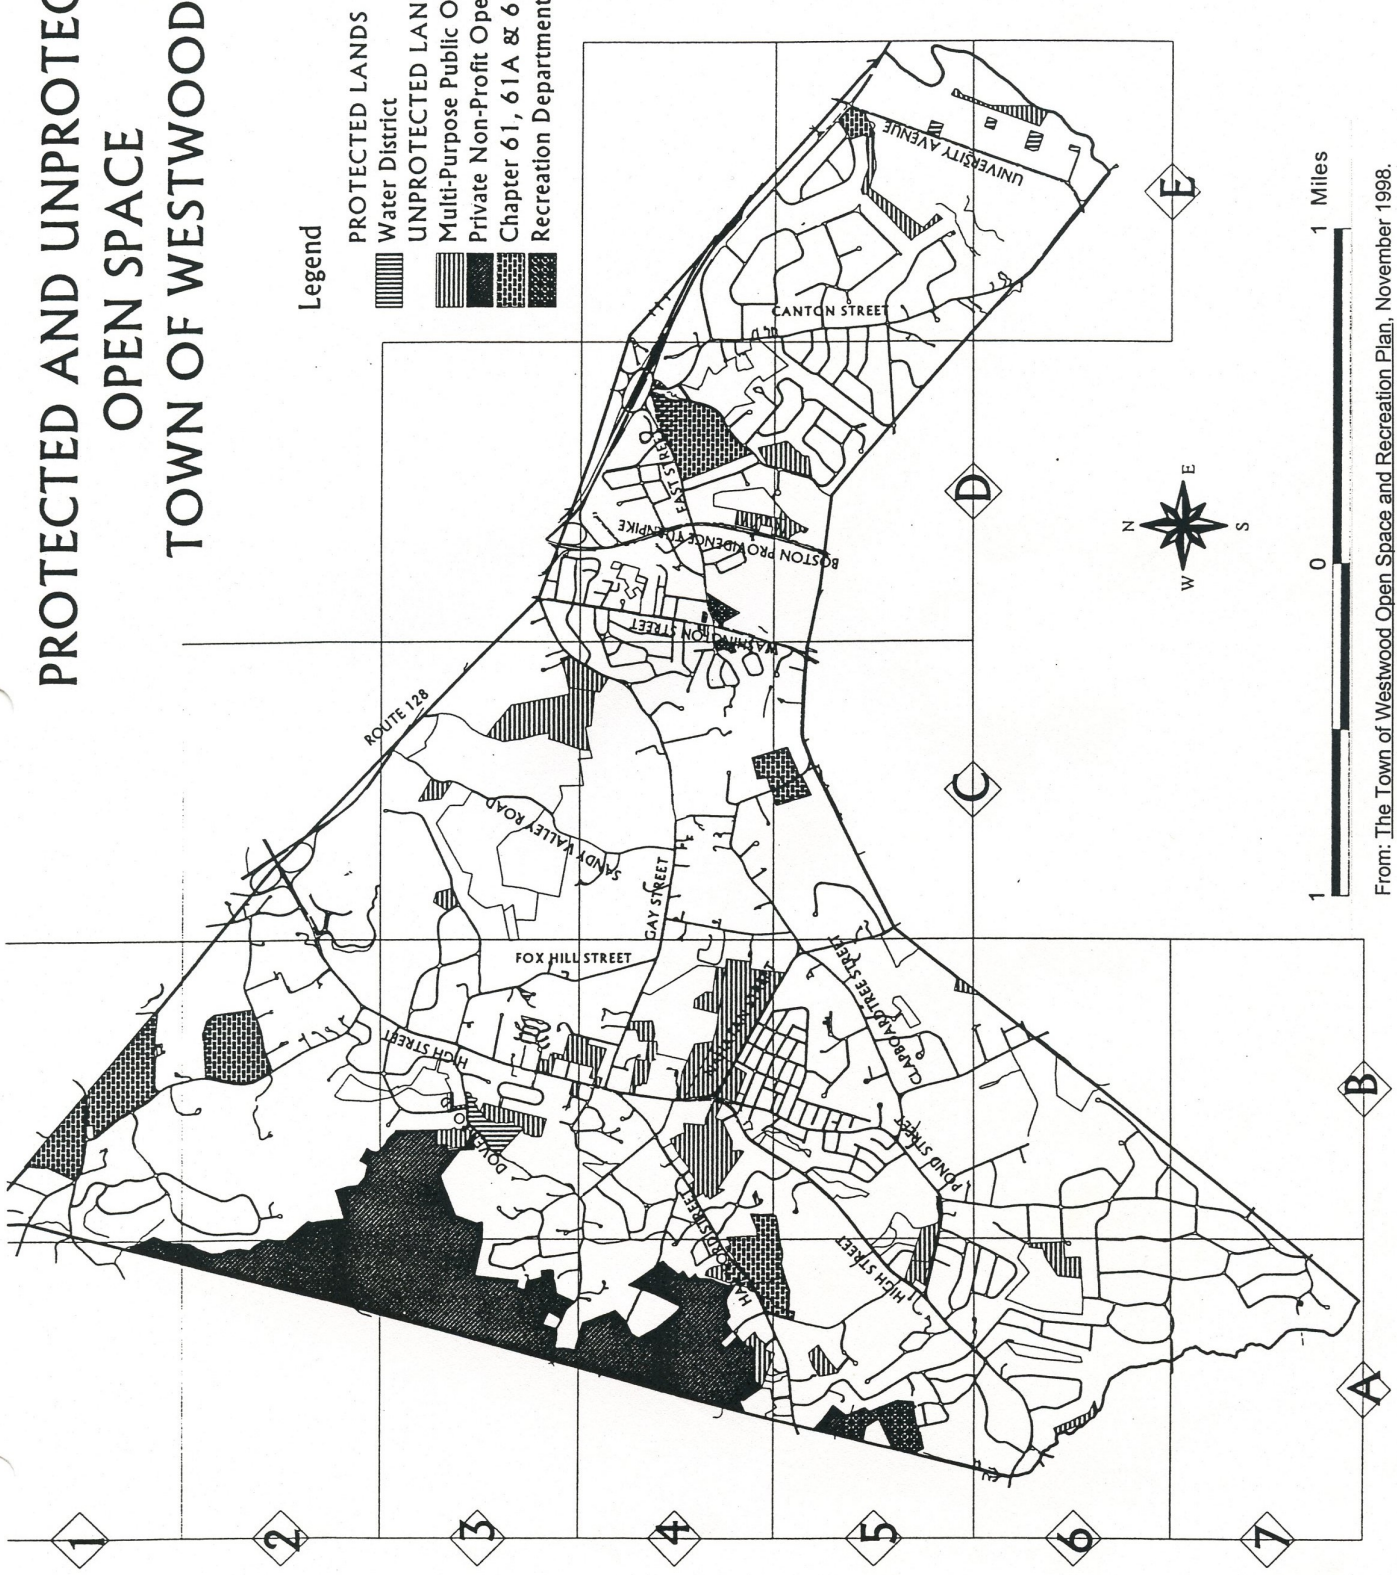 PROTECTED AND UNPROTEC
OPEN SPACE
TOWN OF WESTWOOD
Legend
PROTECTED LANDS
Water District
UNPROTECTED LAN
Multi-Purpose Public O
Private Non-Profit Ope
Chapter 61, 61A & 6
Recreation Department
ROUTE 128
SANDY VALLEY ROAD
GAY STREET
FOX HILL STREET
HIGH STREET
DOVER
HIGH STREET
POND STREET
CLAPBOARDTREE STREET
WASHINGTON STREET
BOSTON PROVIDENCE TURNPIKE
EAST STREET
CANTON STREET
UNIVERSITY AVENUE
1
2
3
4
5
6
7
A
B
C
D
E
N
W E
S
1 0 1 Miles
From: The Town of Westwood Open Space and Recreation Plan, November 1998.